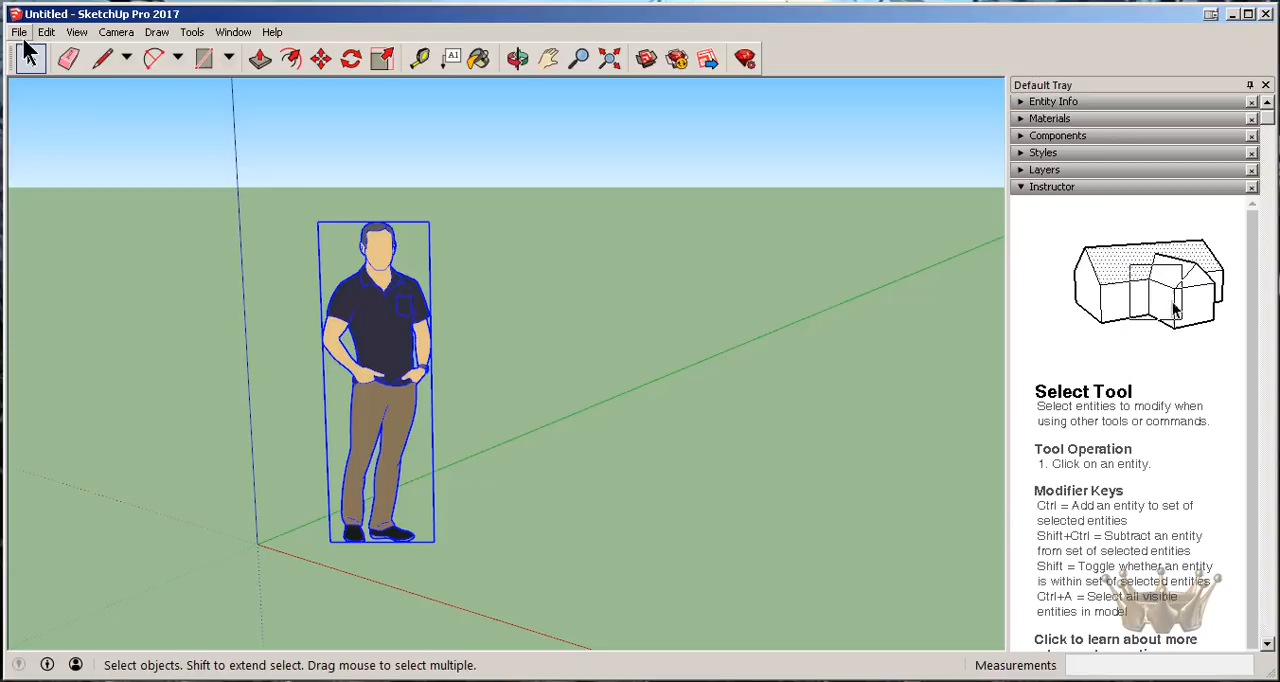 Untitled - SketchUp Pro 2017
File Edit View Camera Draw Tools Window Help
A1
Default Tray
Entity Info
Materials
Components
Styles
Layers
Instructor
Select Tool
Select entities to modify when
using other tools or commands.
Tool Operation
1. Click on an entity.
Modifier Keys
Ctrl = Add an entity to set of
selected entities
Shift+Ctrl = Subtract an entity
from set of selected entities
Shift = Toggle whether an entity
is within set of selected entities
Ctrl+A = Select all visible
entities in model
Click to learn about more
Select objects. Shift to extend select. Drag mouse to select multiple.
Measurements